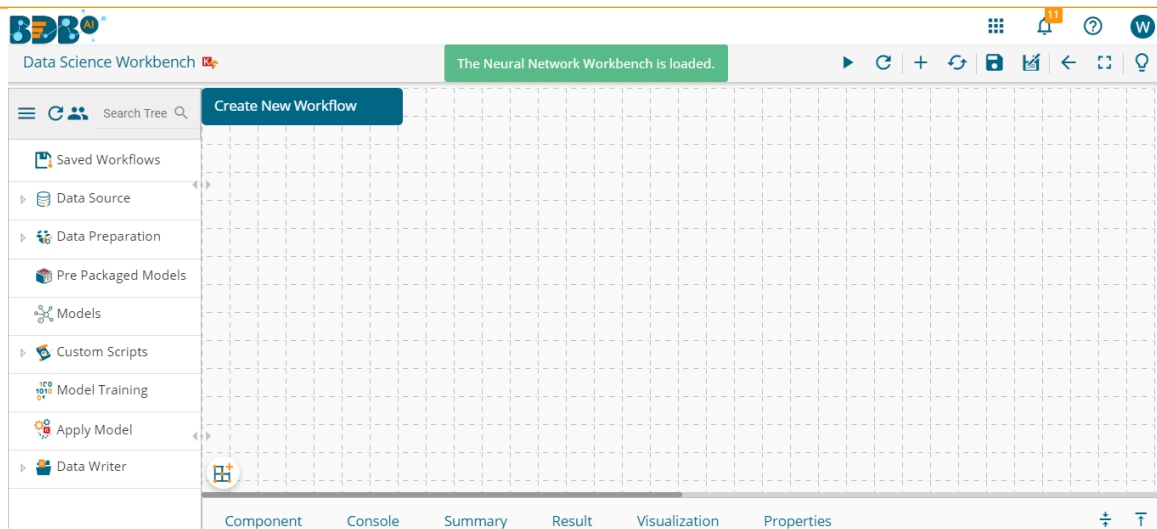 BDB AI
11
W
Data Science Workbench
The Neural Network Workbench is loaded.
Search Tree
Create New Workflow
Saved Workflows
Data Source
Data Preparation
Pre Packaged Models
Models
Custom Scripts
Model Training
Apply Model
Data Writer
Component Console Summary Result Visualization Properties